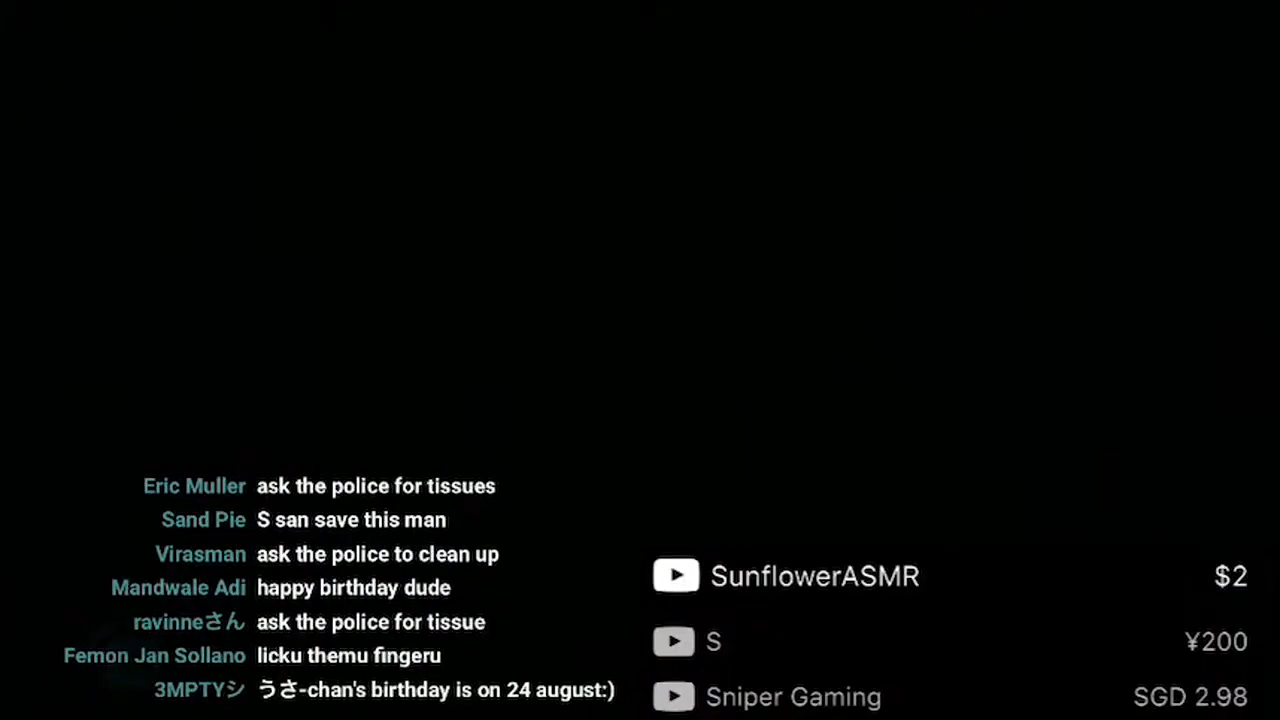 Eric Muller ask the police for tissues
Sand Pie S san save this man
Virasman ask the police to clean up
Mandwale Adi happy birthday dude
ravinneさん ask the police for tissue
Femon Jan Sollano licku themu fingeru
3MPTYシ うさ-chan's birthday is on 24 august:)
SunflowerASMR $2
S ¥200
Sniper Gaming SGD 2.98